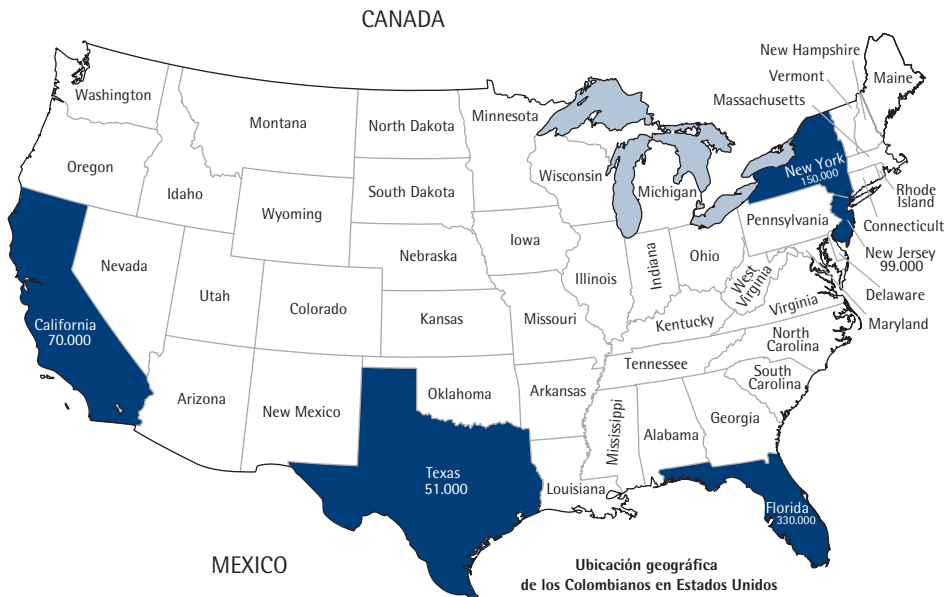 CANADA
New Hampshire
Vermont
Massachusetts
Maine
Washington
Montana
North Dakota
Minnesota
Oregon
Idaho
Wyoming
South Dakota
Wisconsin
Michigan
New York
150.000
Rhode
Island
Connecticult
New Jersey
99.000
Delaware
Maryland
Nevada
Utah
Colorado
Nebraska
Iowa
Illinois
Indiana
Ohio
Pennsylvania
West
Virginia
Virginia
California
70.000
Kansas
Missouri
Kentucky
North
Carolina
Tennessee
South
Carolina
Arizona
New Mexico
Oklahoma
Arkansas
Mississippi
Alabama
Georgia
Texas
51.000
Louisiana
Florida
330.000
MEXICO
Ubicación geográfica
de los Colombianos en Estados Unidos